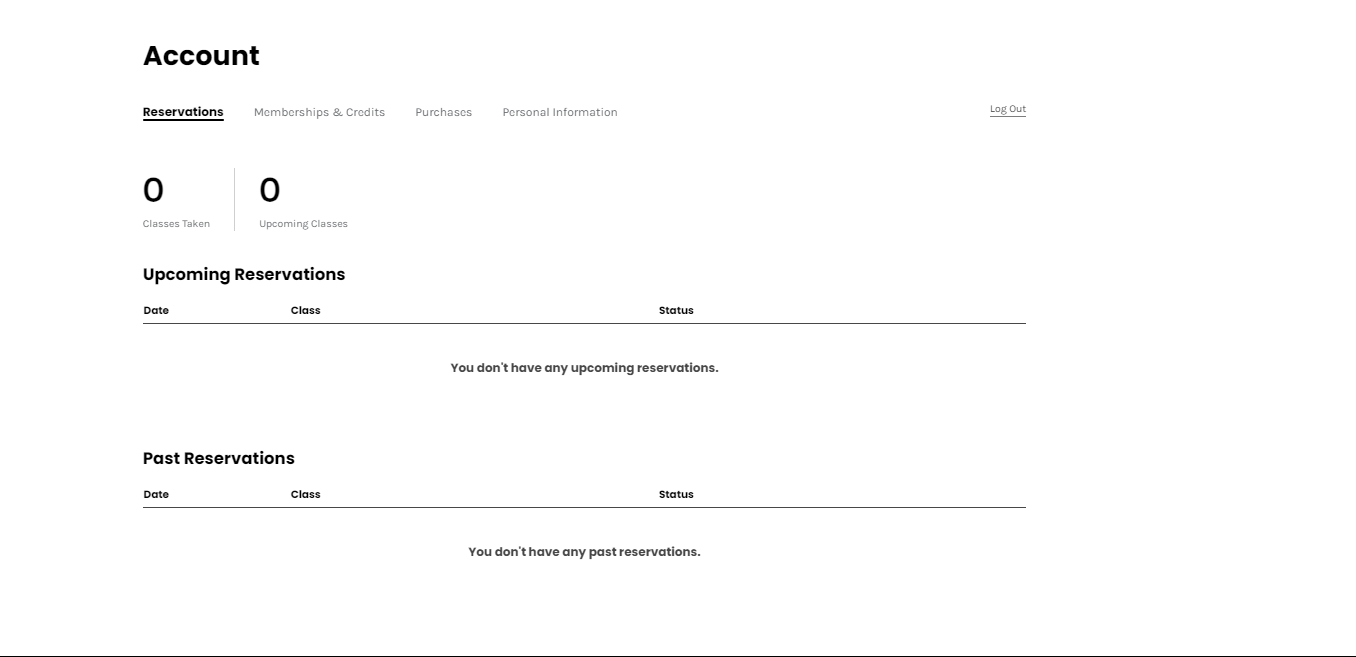 Account
Reservations Memberships & Credits Purchases Personal Information Log Out
0 0
Classes Taken Upcoming Classes
Upcoming Reservations
Date Class Status
You don't have any upcoming reservations.
Past Reservations
Date Class Status
You don't have any past reservations.